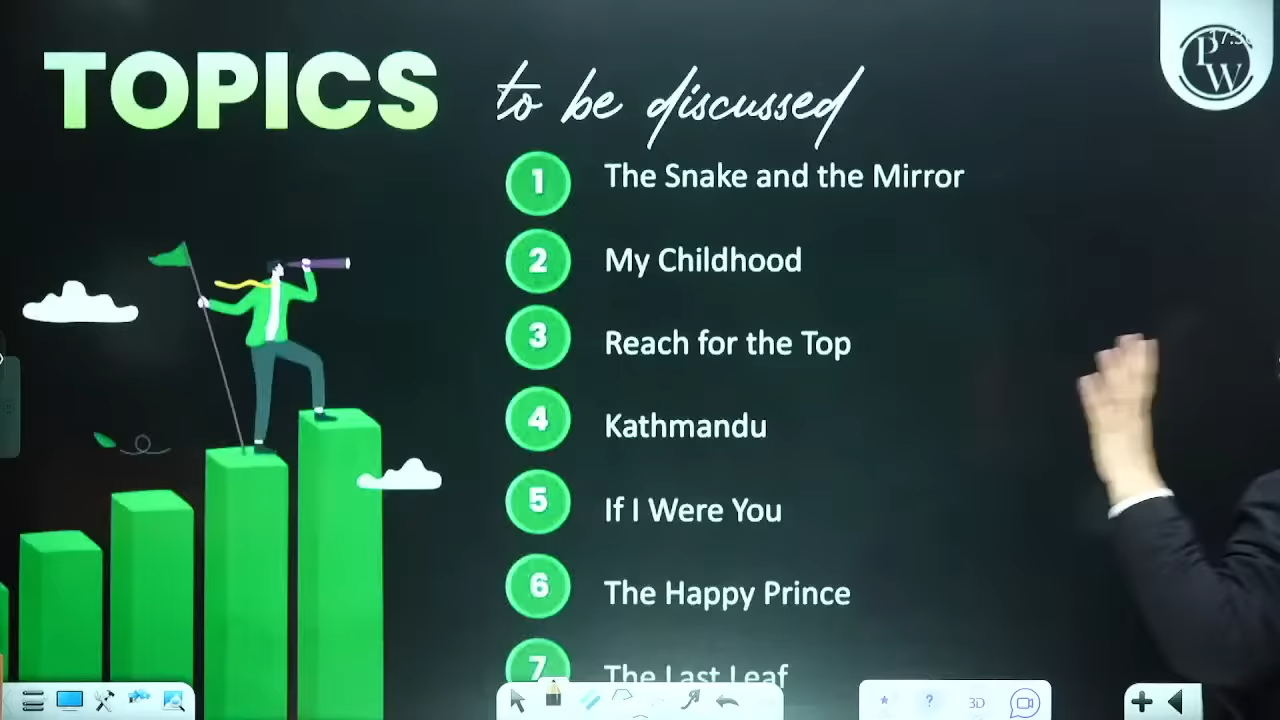 TOPICS to be discussed
1 The Snake and the Mirror
2 My Childhood
3 Reach for the Top
4 Kathmandu
5 If I Were You
6 The Happy Prince
7 The Last Leaf
PW
3D
?